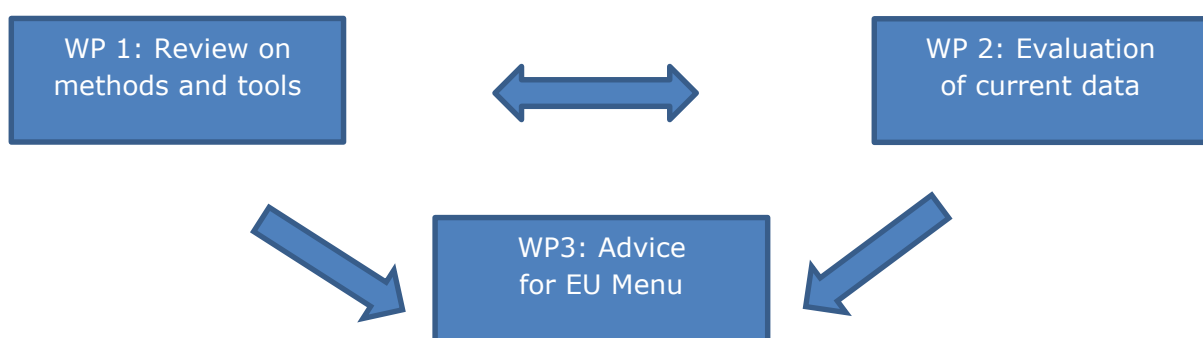 WP 1: Review on
methods and tools
WP 2: Evaluation
of current data
WP3: Advice
for EU Menu